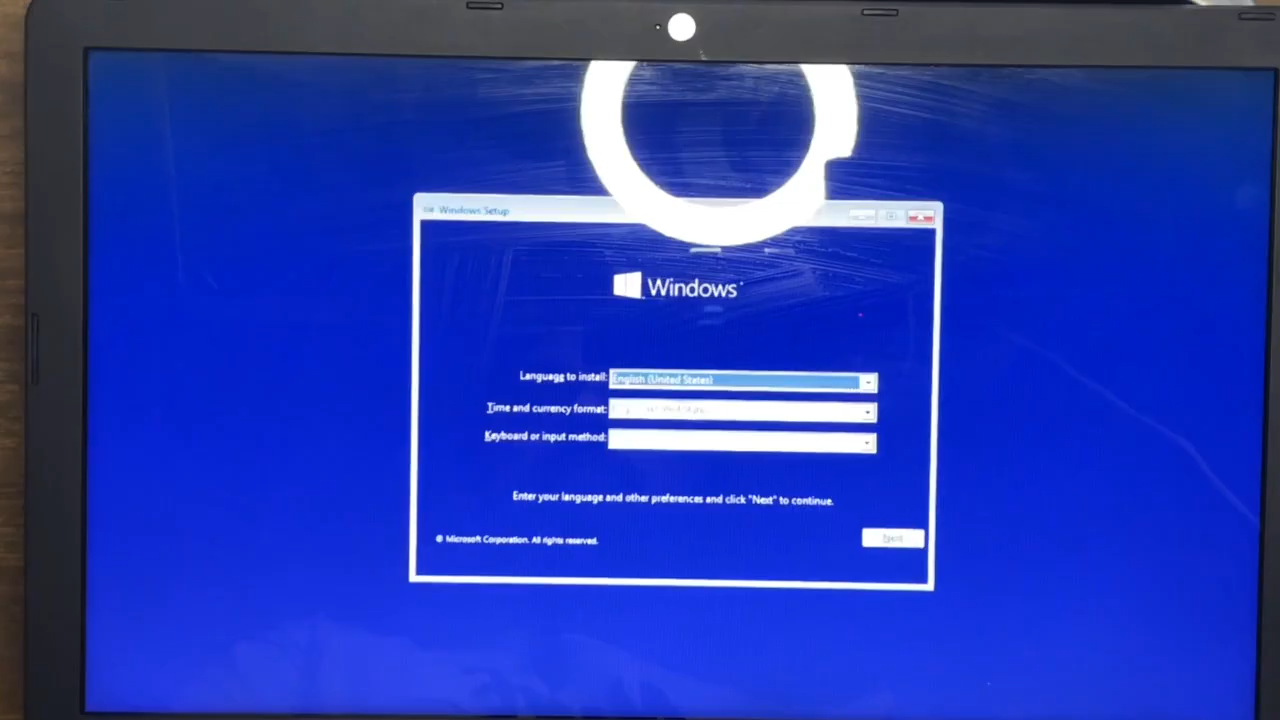 Windows Setup
Windows
Language to install: English (United States)
Time and currency format:
Keyboard or input method:
Enter your language and other preferences and click "Next" to continue.
© Microsoft Corporation. All rights reserved.
Next